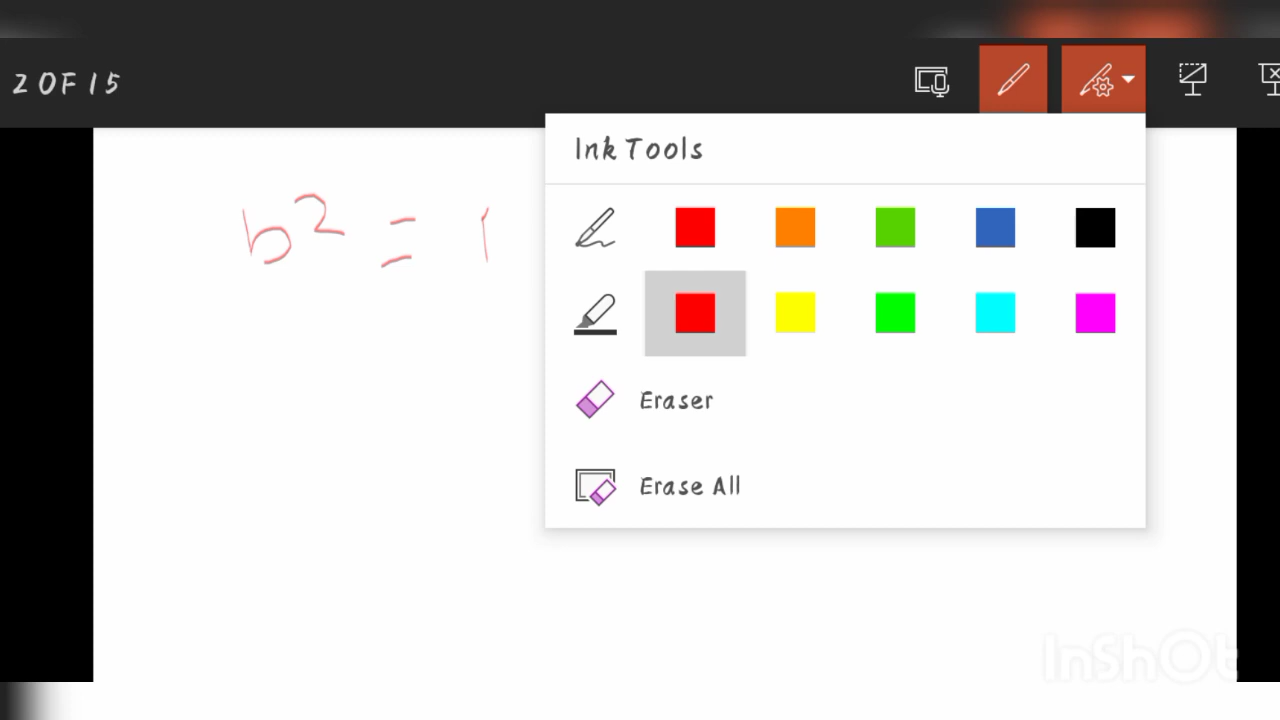 2 OF 15
Ink Tools
b² = 1
Eraser
Erase All
InShOt